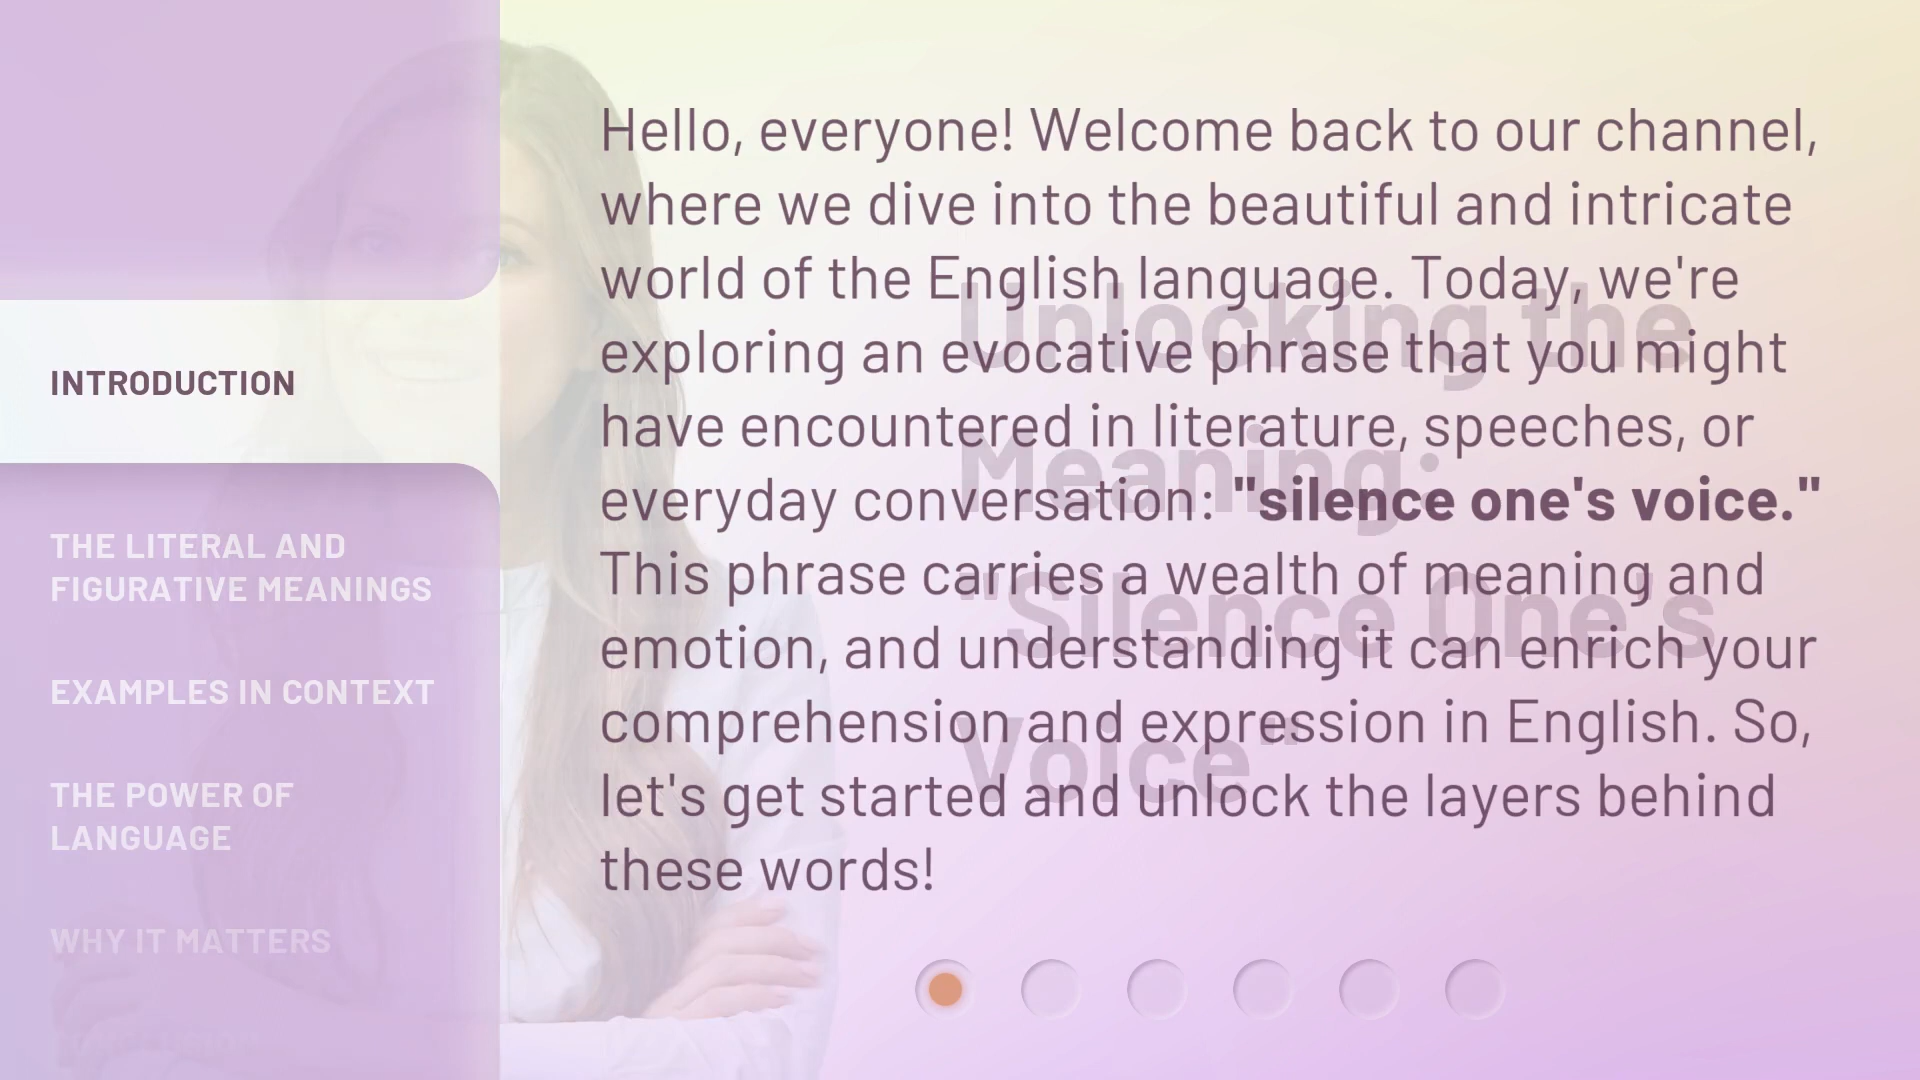 INTRODUCTION
THE LITERAL AND
FIGURATIVE MEANINGS
EXAMPLES IN CONTEXT
THE POWER OF
LANGUAGE
WHY IT MATTERS
Hello, everyone! Welcome back to our channel,
where we dive into the beautiful and intricate
world of the English language. Today, we're
exploring an evocative phrase that you might
have encountered in literature, speeches, or
everyday conversation: "silence one's voice."
This phrase carries a wealth of meaning and
emotion, and understanding it can enrich your
comprehension and expression in English. So,
let's get started and unlock the layers behind
these words!
Unlocking the
Meaning:
"Silence One's
Voice"